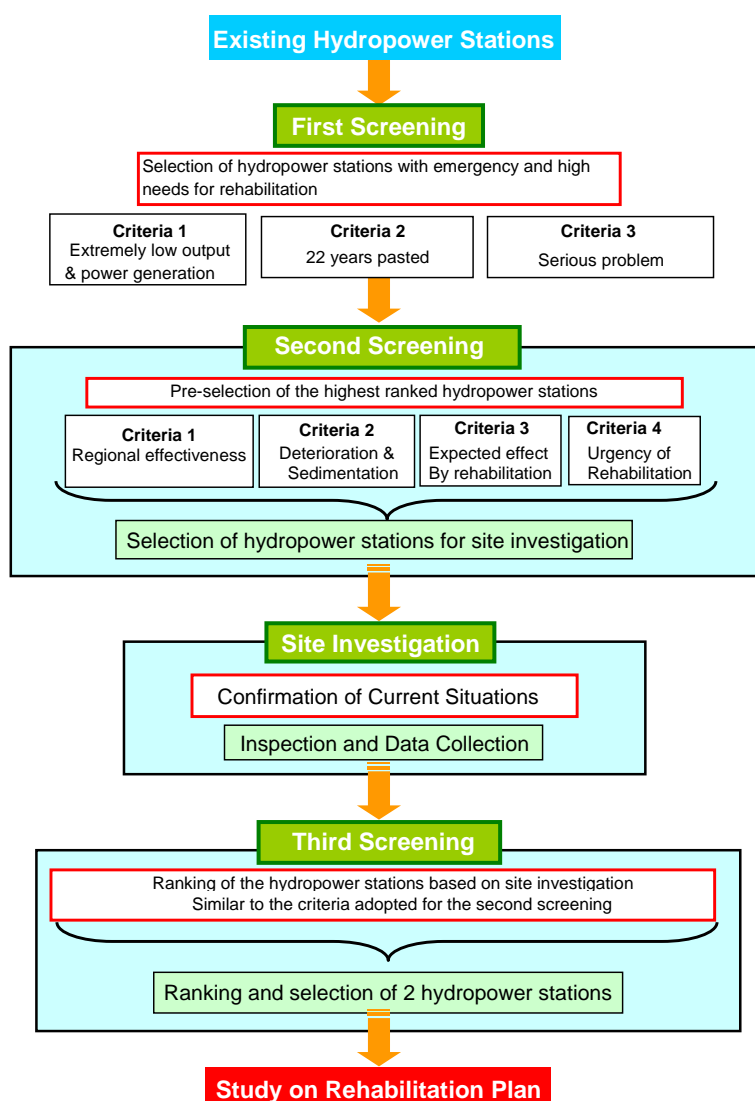 Existing Hydropower Stations
First Screening
Selection of hydropower stations with emergency and high
needs for rehabilitation
Criteria 1
Extremely low output
& power generation
Criteria 2
22 years pasted
Criteria 3
Serious problem
Second Screening
Pre-selection of the highest ranked hydropower stations
Criteria 1
Regional effectiveness
Criteria 2
Deterioration &
Sedimentation
Criteria 3
Expected effect
By rehabilitation
Criteria 4
Urgency of
Rehabilitation
Selection of hydropower stations for site investigation
Site Investigation
Confirmation of Current Situations
Inspection and Data Collection
Third Screening
Ranking of the hydropower stations based on site investigation
Similar to the criteria adopted for the second screening
Ranking and selection of 2 hydropower stations
Study on Rehabilitation Plan